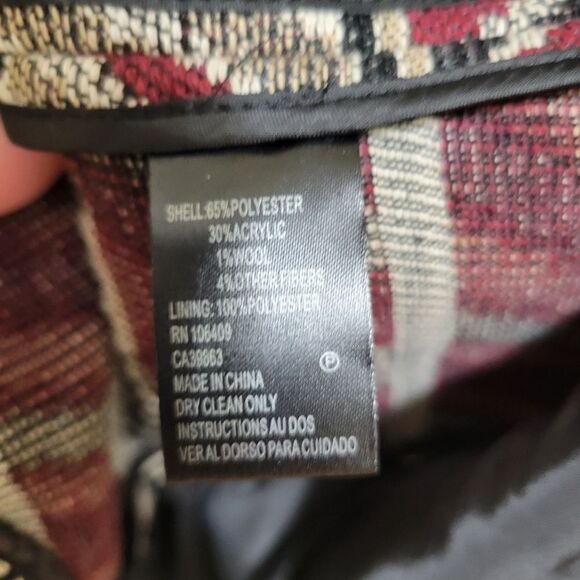 SHELL:65%POLYESTER
30%ACRYLIC
1%WOOL
4%OTHER FIBERS
LINING:100%POLYESTER
RN 106409
CA39863
P
MADE IN CHINA
DRY CLEAN ONLY
INSTRUCTIONS AU DOS
VER AL DORSO PARA CUIDADO